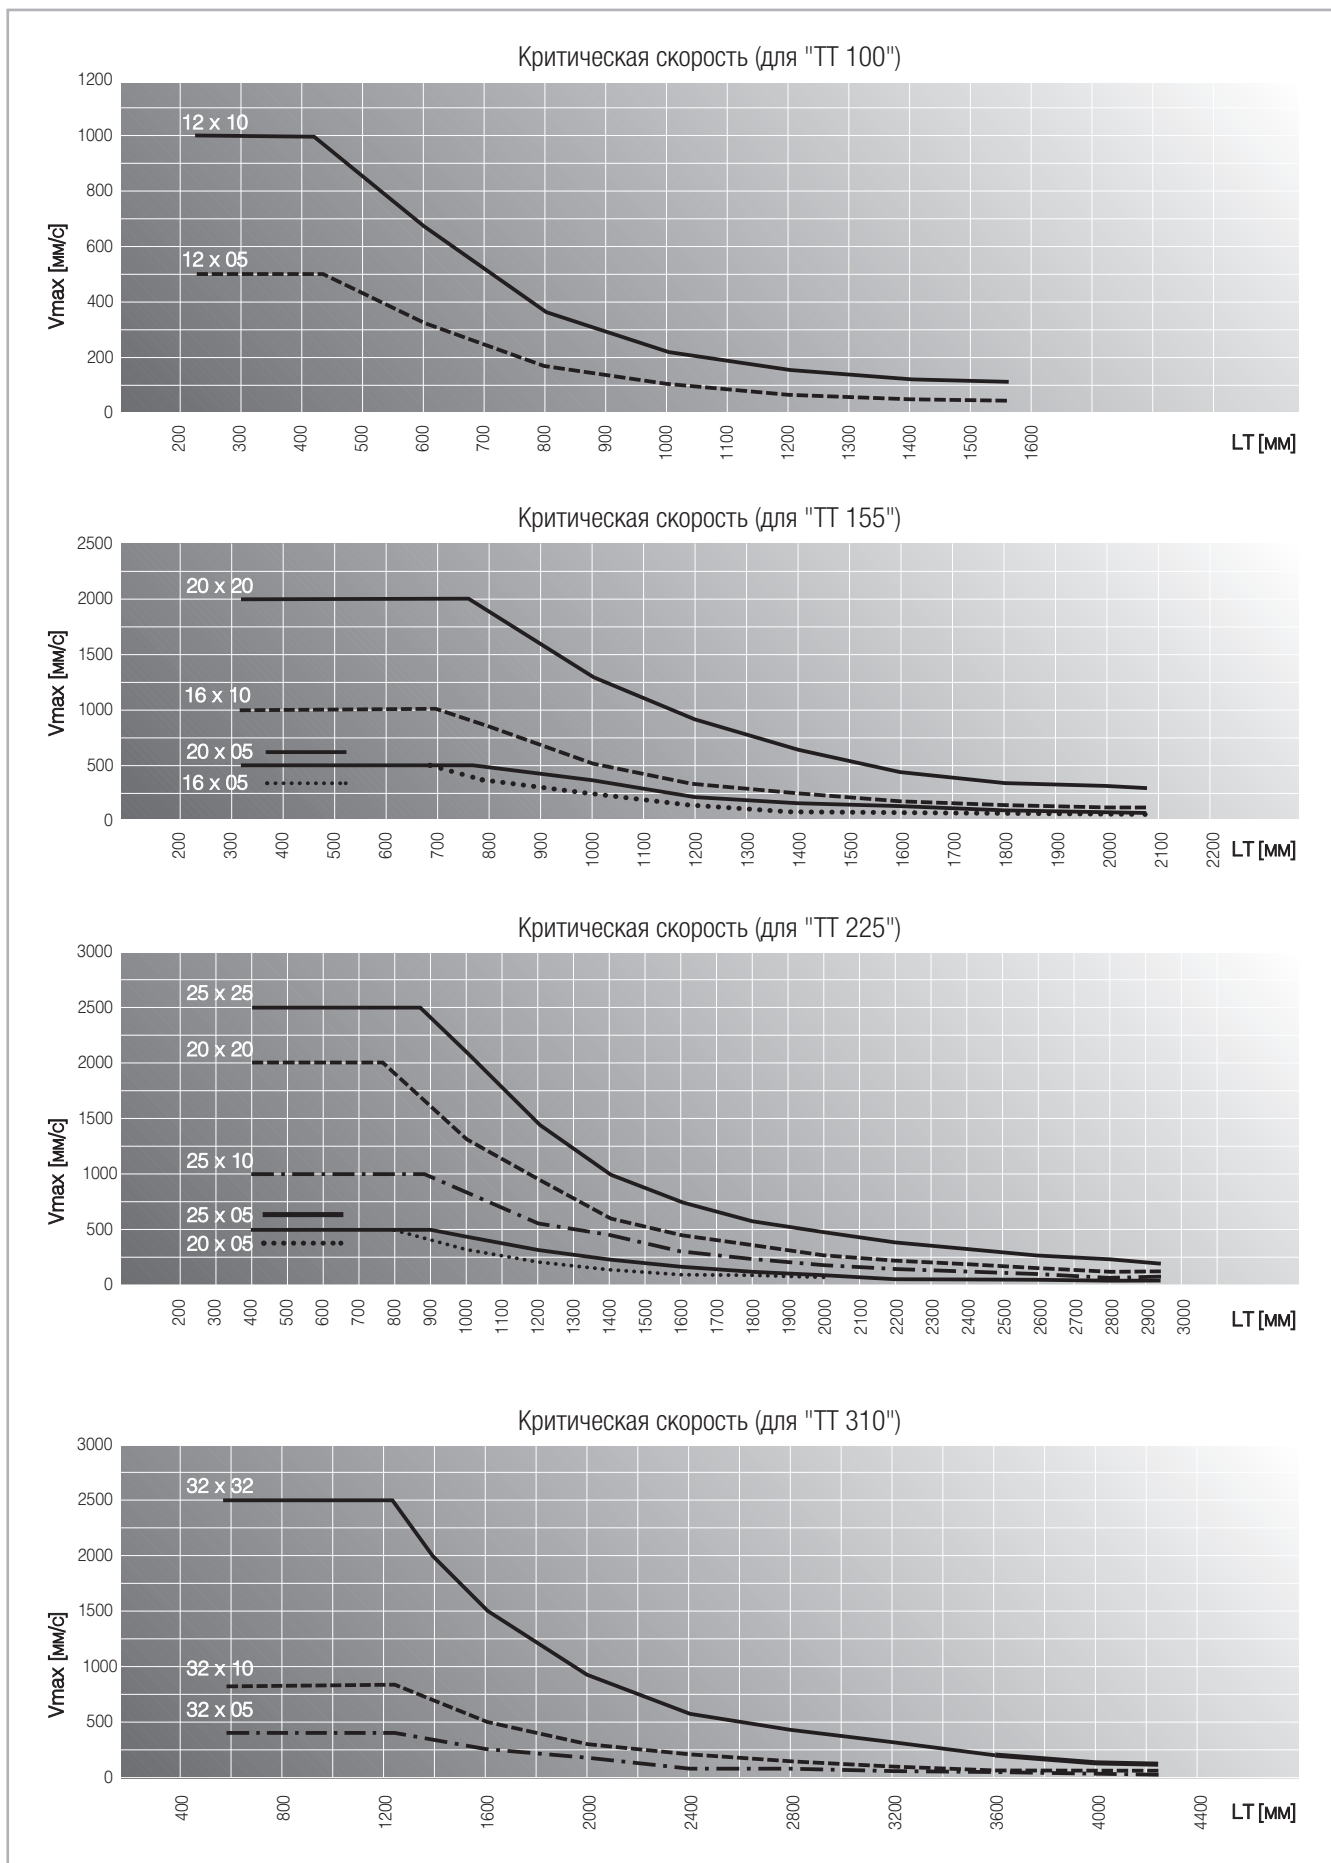 Критическая скорость (для "TT 100")
1200
1000
800
600
400
200
0
Vmax [мм/с]
12 x 10
12 x 05
200 300 400 500 600 700 800 900 1000 1100 1200 1300 1400 1500 1600
LT [мм]
Критическая скорость (для "TT 155")
2500
2000
1500
1000
500
0
Vmax [мм/с]
20 x 20
16 x 10
20 x 05
16 x 05
200 300 400 500 600 700 800 900 1000 1100 1200 1300 1400 1500 1600 1700 1800 1900 2000 2100 2200
LT [мм]
Критическая скорость (для "TT 225")
3000
2500
2000
1500
1000
500
0
Vmax [мм/с]
25 x 25
20 x 20
25 x 10
25 x 05
20 x 05
200 300 400 500 600 700 800 900 1000 1100 1200 1300 1400 1500 1600 1700 1800 1900 2000 2100 2200 2300 2400 2500 2600 2700 2800 2900 3000
LT [мм]
Критическая скорость (для "TT 310")
3000
2500
2000
1500
1000
500
0
Vmax [мм/с]
32 x 32
32 x 10
32 x 05
400 800 1200 1600 2000 2400 2800 3200 3600 4000 4400
LT [мм]